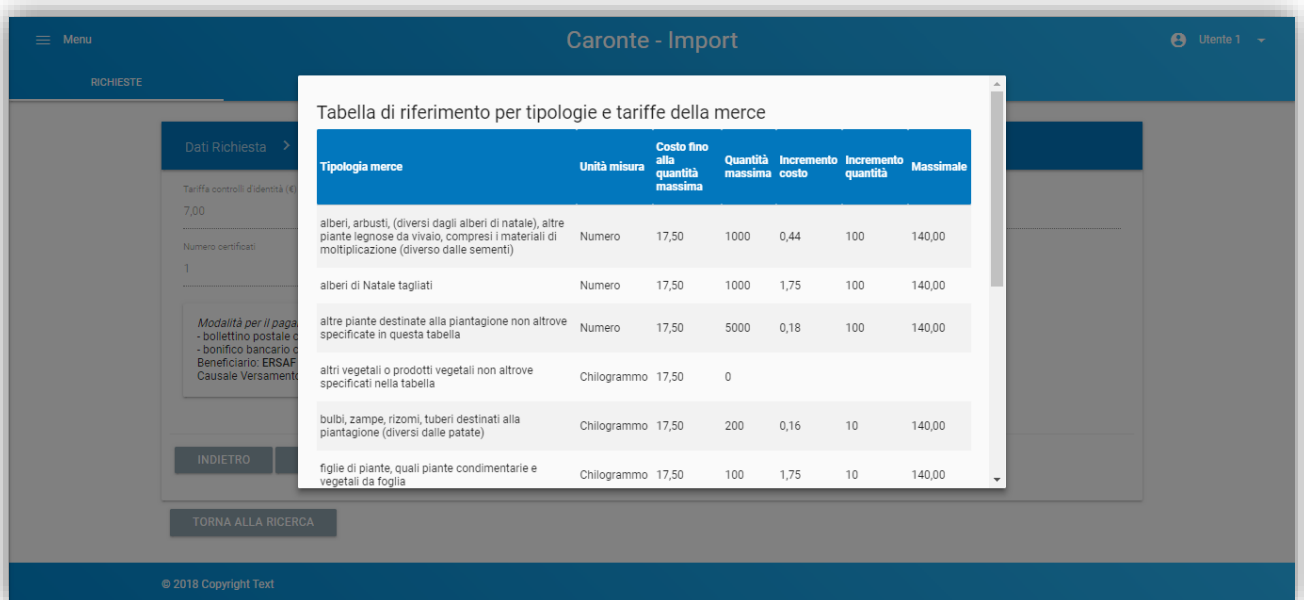 Menu
Caronte - Import
Utente 1
RICHIESTE
Dati Richiesta
Tariffa controlli d'identità (€)
7,00
Numero certificati
1
Modalità per il paga
- bollettino postale c
- bonifico bancario o
Beneficiario: ERSAF
Causale Versamento
INDIETRO
TORNA ALLA RICERCA
Tabella di riferimento per tipologie e tariffe della merce
Tipologia merce Unità misura Costo fino alla quantità massima Quantità massima Incremento costo Incremento quantità Massimale
alberi, arbusti, (diversi dagli alberi di natale), altre
piante legnose da vivaio, compresi i materiali di
moltiplicazione (diverso dalle sementi)
Numero 17,50 1000 0,44 100 140,00
alberi di Natale tagliati Numero 17,50 1000 1,75 100 140,00
altre piante destinate alla piantagione non altrove
specificate in questa tabella
Numero 17,50 5000 0,18 100 140,00
altri vegetali o prodotti vegetali non altrove
specificati nella tabella
Chilogrammo 17,50 0
bulbi, zampe, rizomi, tuberi destinati alla
piantagione (diversi dalle patate)
Chilogrammo 17,50 200 0,16 10 140,00
figlie di piante, quali piante condimentarie e
vegetali da foglia
Chilogrammo 17,50 100 1,75 10 140,00
© 2018 Copyright Text